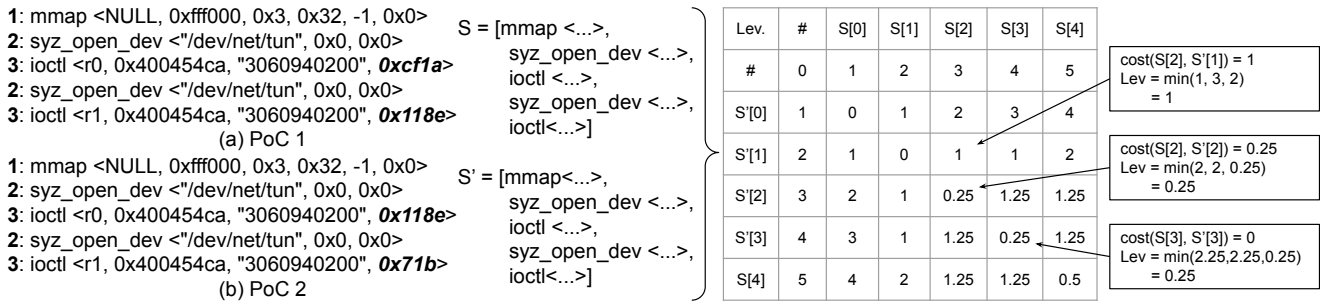 1: mmap <NULL, 0xfff000, 0x3, 0x32, -1, 0x0>
2: syz_open_dev <"/dev/net/tun", 0x0, 0x0>
3: ioctl <r0, 0x400454ca, "3060940200", 0xcf1a>
2: syz_open_dev <"/dev/net/tun", 0x0, 0x0>
3: ioctl <r1, 0x400454ca, "3060940200", 0x118e>
(a) PoC 1
1: mmap <NULL, 0xfff000, 0x3, 0x32, -1, 0x0>
2: syz_open_dev <"/dev/net/tun", 0x0, 0x0>
3: ioctl <r0, 0x400454ca, "3060940200", 0x118e>
2: syz_open_dev <"/dev/net/tun", 0x0, 0x0>
3: ioctl <r1, 0x400454ca, "3060940200", 0x71b>
(b) PoC 2
S = [mmap <...>,
syz_open_dev <...>,
ioctl <...>,
syz_open_dev <...>,
ioctl<...>]
S' = [mmap<...>,
syz_open_dev <...>,
ioctl <...>,
syz_open_dev <...>,
ioctl<...>]
Lev. # S[0] S[1] S[2] S[3] S[4]
# 0 1 2 3 4 5
S'[0] 1 0 1 2 3 4
S'[1] 2 1 0 1 1 2
S'[2] 3 2 1 0.25 1.25 1.25
S'[3] 4 3 1 1.25 0.25 1.25
S[4] 5 4 2 1.25 1.25 0.5
cost(S[2], S'[1]) = 1
Lev = min(1, 3, 2)
= 1
cost(S[2], S'[2]) = 0.25
Lev = min(2, 2, 0.25)
= 0.25
cost(S[3], S'[3]) = 0
Lev = min(2.25,2.25,0.25)
= 0.25